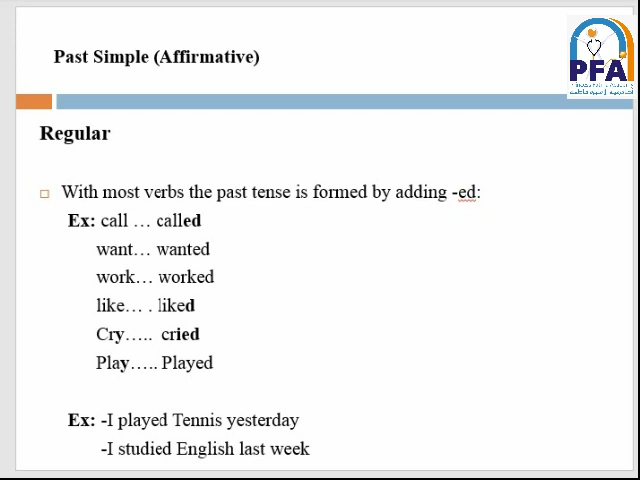 Past Simple (Affirmative)
PFA
Regular
With most verbs the past tense is formed by adding -ed:
Ex: call … called
want… wanted
work… worked
like… . liked
Cry….. cried
Play….. Played
Ex: -I played Tennis yesterday
-I studied English last week